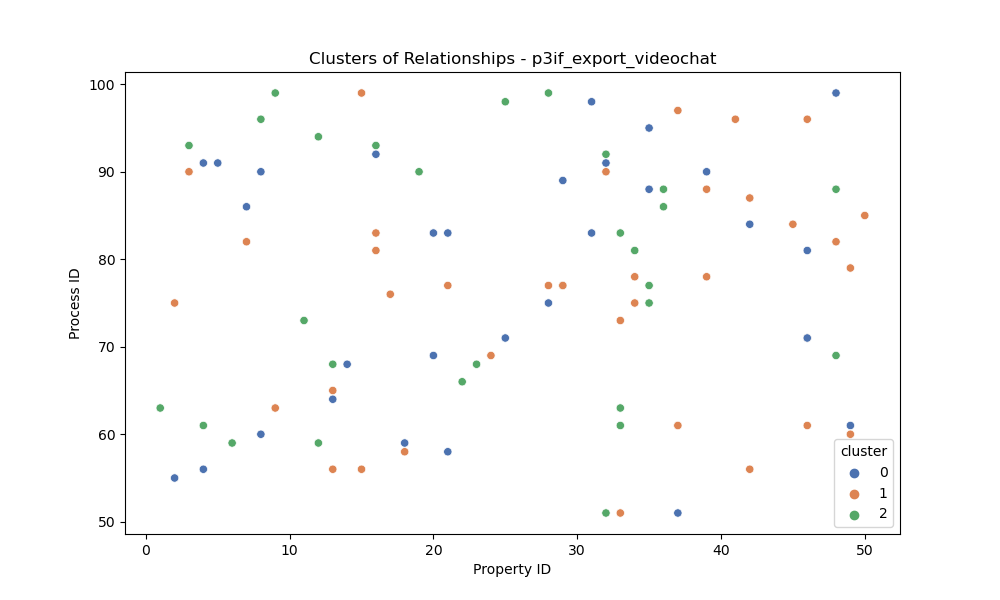 Clusters of Relationships - p3if_export_videochat
100
90
80
70
60
50
Process ID
0 10 20 30 40 50
Property ID
cluster
0
1
2